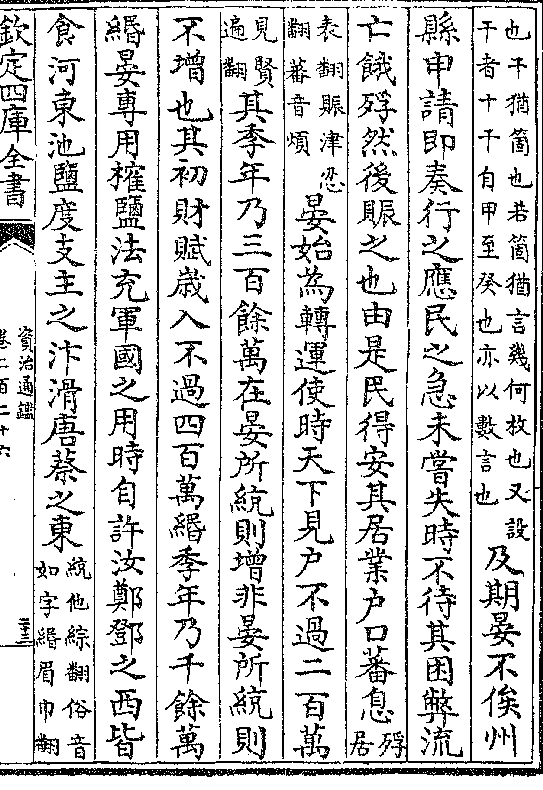 也干猶箇也若箇猶言幾何枚也又設
干者十干自甲至癸也亦以數言也
及期晏不俟州
縣申請即奏行之應民之急未嘗失時不待其困弊流
亡餓殍然後賑之也由是民得安其居業户口蕃息
殍
居
表翻賑津忍
翻蕃音煩
晏始為轉運使時天下見户不過二百萬
見賢
遍翻
其季年乃三百餘萬在晏所統則增非晏所統則
不增也其初財賦歲入不過四百萬緡季年乃千餘萬
緡晏專用榷鹽法充軍國之用時自許汝鄭鄧之西皆
食河東池鹽度支主之汴滑唐蔡之東
統他綜翻俗音
如字緡眉巾翻
欽定四庫全書
資治通鑑
卷二百二十六